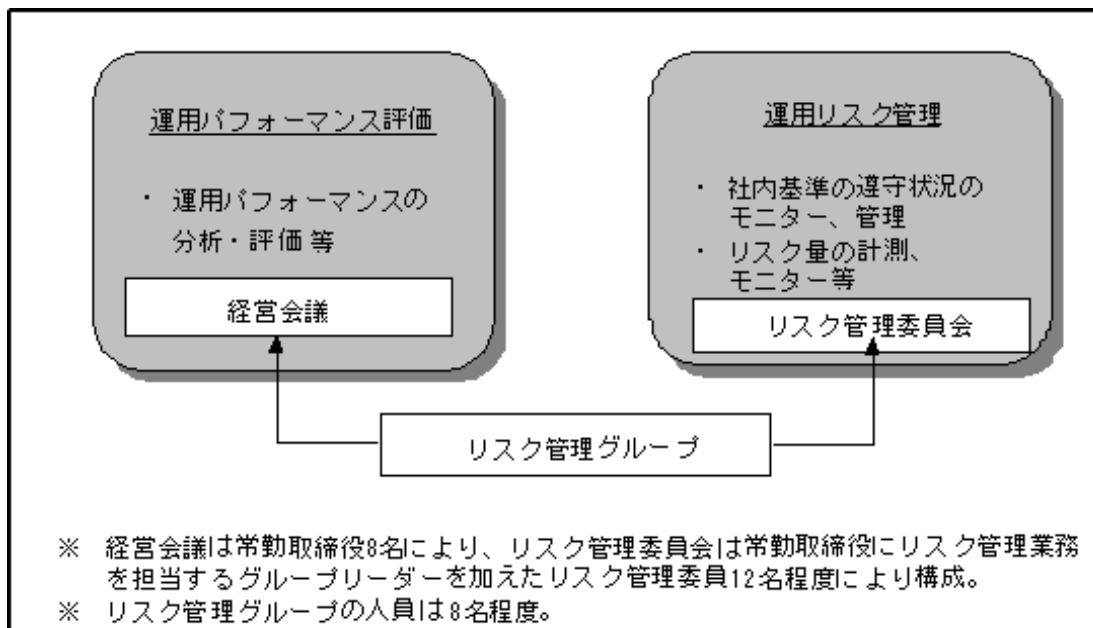 運用パフォーマンス評価
・ 運用パフォーマンスの
分析・評価等
経営会議
運用リスク管理
・ 社内基準の遵守状況の
モニター、管理
・ リスク量の計測、
モニター等
リスク管理委員会
リスク管理グループ
※ 経営会議は常勤取締役8名により、リスク管理委員会は常勤取締役にリスク管理業務
を担当するグループリーダーを加えたリスク管理委員12名程度により構成。
※ リスク管理グループの人員は8名程度。